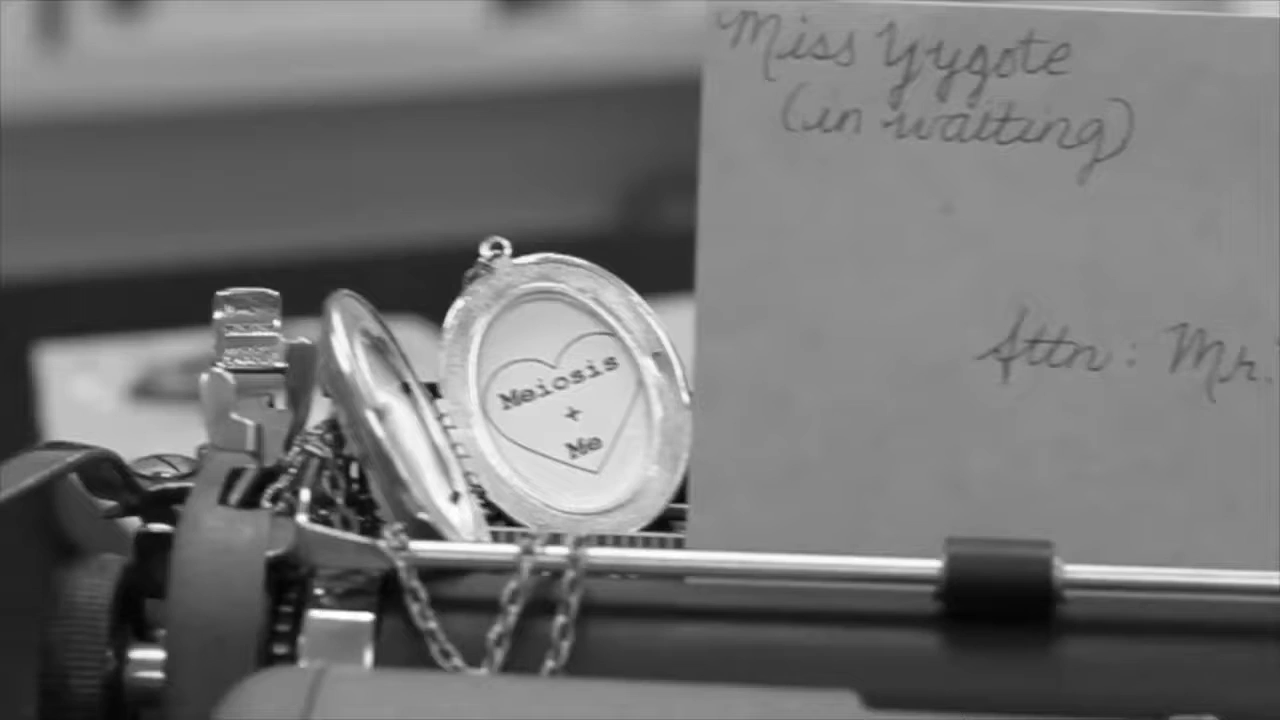 Miss Zygote
(in waiting)
Attn: Mr.
Meiosis
+
Me